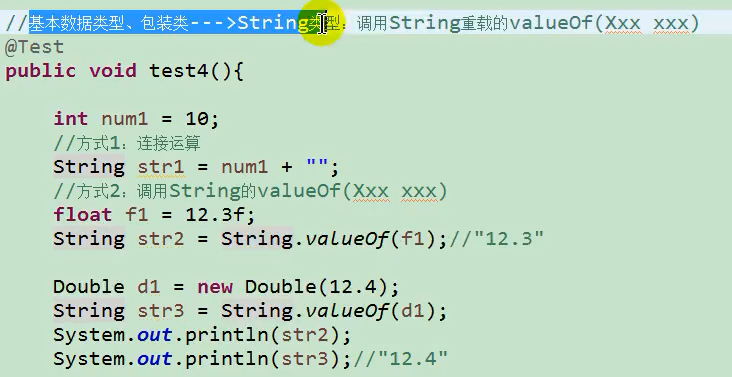 //基本数据类型、包装类--->String类型：调用String重载的valueOf(Xxx xxx)
@Test
public void test4(){
int num1 = 10;
//方式1：连接运算
String str1 = num1 + "";
//方式2：调用String的valueOf(Xxx xxx)
float f1 = 12.3f;
String str2 = String.valueOf(f1);//"12.3"
Double d1 = new Double(12.4);
String str3 = String.valueOf(d1);
System.out.println(str2);
System.out.println(str3);//"12.4"